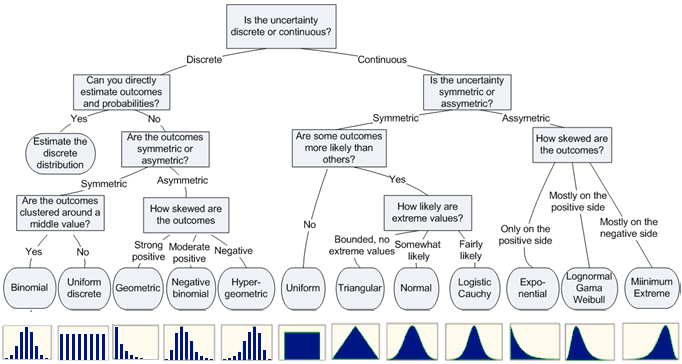 Is the uncertainty
discrete or continuous?
Discrete
Continuous
Can you directly
estimate outcomes
and probabilities?
Is the uncertainty
symmetric or
assymetric?
Yes
No
Symmetric
Assymetric
Estimate the
discrete
distribution
Are the outcomes
symmetric or
asymetric?
Are some outcomes
more likely than
others?
How skewed are
the outcomes?
Symmetric
Asymmetric
Yes
Are the outcomes
clustered around a
middle value?
How skewed are
the outcomes
No
How likely are
extreme values?
Only on the
positive side
Mostly on the
positive side
Mostly on the
negative side
Yes
No
Strong
positive
Moderate
positive
Negative
Bounded, no
extreme values
Somewhat
likely
Fairly
likely
Binomial
Uniform
discrete
Geometric
Negative
binomial
Hyper-
geometric
Uniform
Triangular
Normal
Logistic
Cauchy
Expo-
nential
Lognormal
Gama
Weibull
Miinimum
Extreme